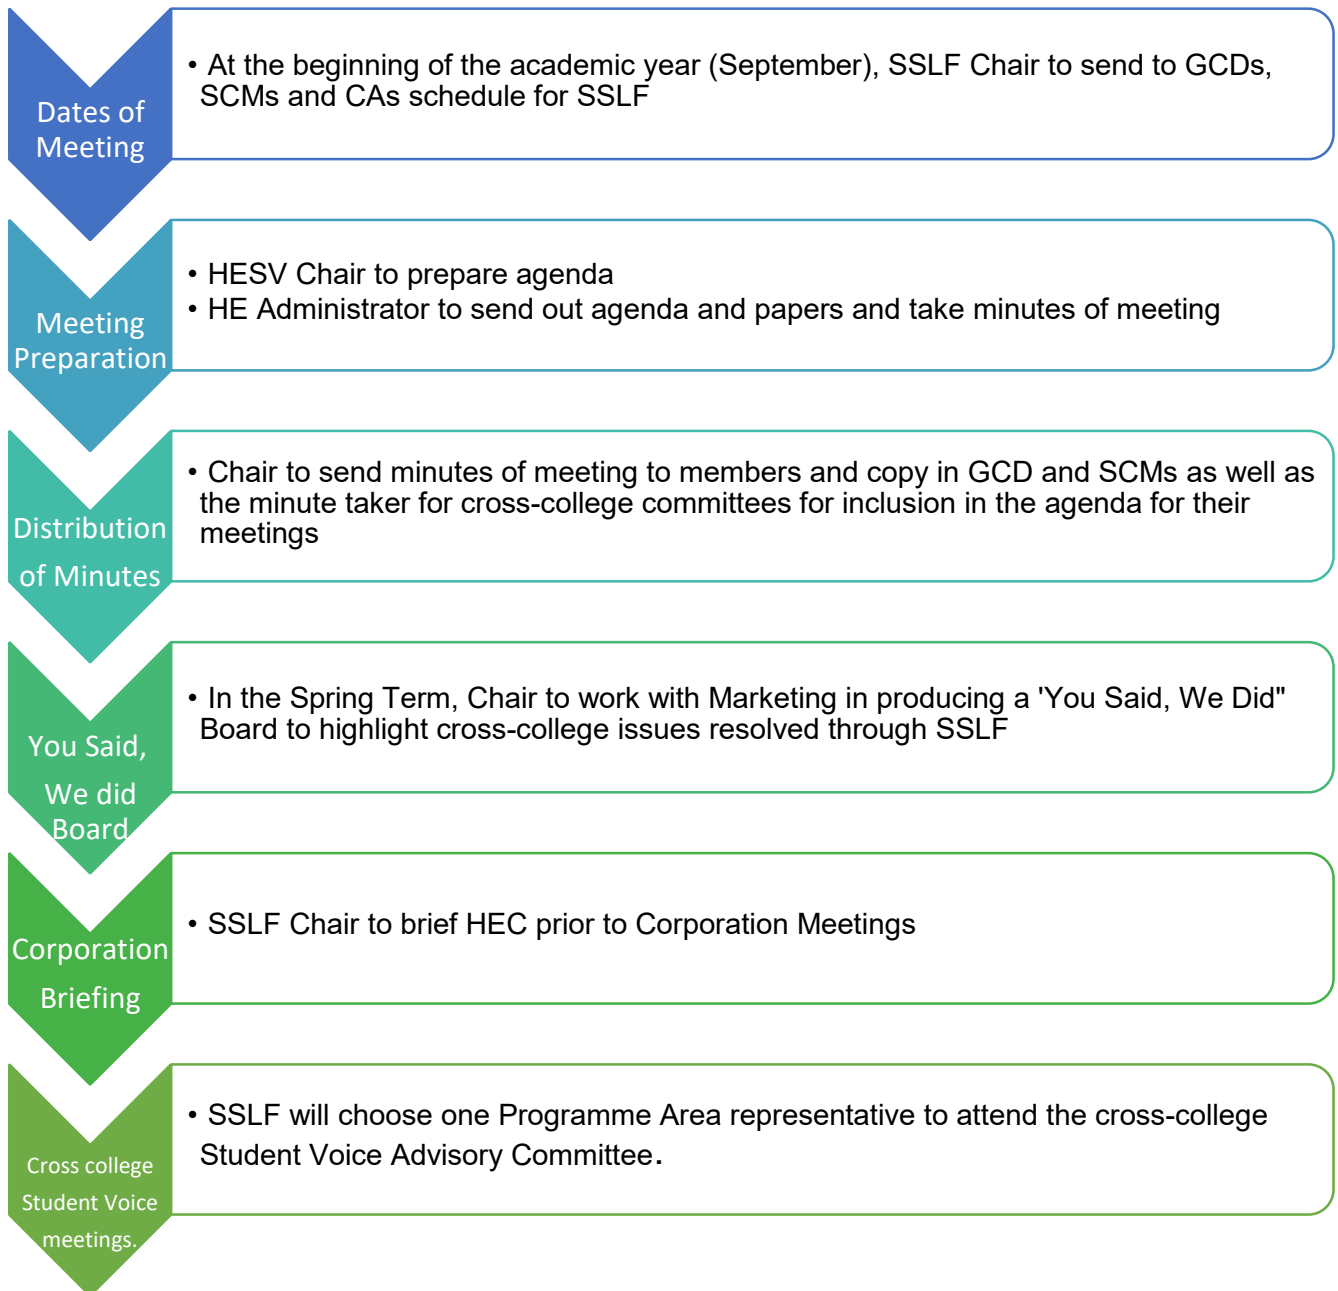 Dates of
Meeting
• At the beginning of the academic year (September), SSLF Chair to send to GCDs,
SCMs and CAs schedule for SSLF
Meeting
Preparation
• HESV Chair to prepare agenda
• HE Administrator to send out agenda and papers and take minutes of meeting
Distribution
of Minutes
• Chair to send minutes of meeting to members and copy in GCD and SCMs as well as
the minute taker for cross-college committees for inclusion in the agenda for their
meetings
You Said,
We did
Board
• In the Spring Term, Chair to work with Marketing in producing a 'You Said, We Did"
Board to highlight cross-college issues resolved through SSLF
Corporation
Briefing
• SSLF Chair to brief HEC prior to Corporation Meetings
Cross college
Student Voice
meetings.
• SSLF will choose one Programme Area representative to attend the cross-college
Student Voice Advisory Committee.